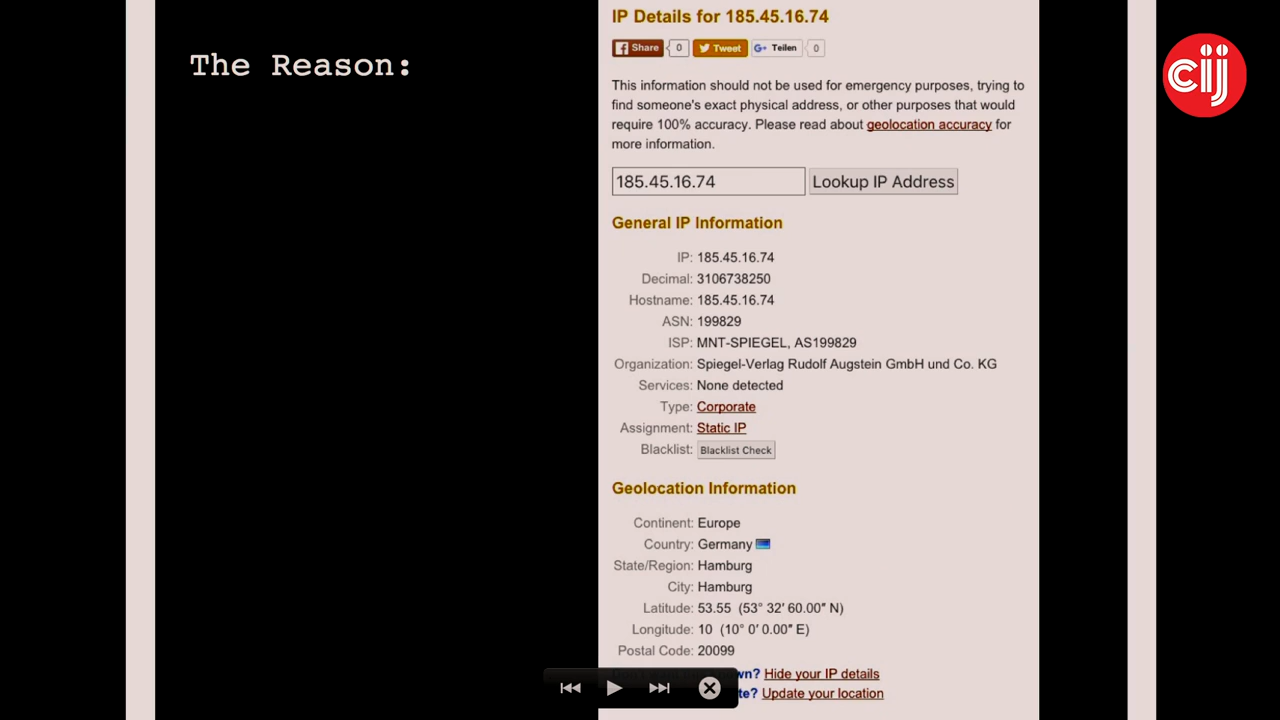 The Reason:
cij
IP Details for 185.45.16.74
Share 0 Tweet G+ Teilen 0
This information should not be used for emergency purposes, trying to
find someone's exact physical address, or other purposes that would
require 100% accuracy. Please read about geolocation accuracy for
more information.
185.45.16.74 Lookup IP Address
General IP Information
IP: 185.45.16.74
Decimal: 3106738250
Hostname: 185.45.16.74
ASN: 199829
ISP: MNT-SPIEGEL, AS199829
Organization: Spiegel-Verlag Rudolf Augstein GmbH und Co. KG
Services: None detected
Type: Corporate
Assignment: Static IP
Blacklist: Blacklist Check
Geolocation Information
Continent: Europe
Country: Germany
State/Region: Hamburg
City: Hamburg
Latitude: 53.55 (53° 32′ 60.00″ N)
Longitude: 10 (10° 0′ 0.00″ E)
Postal Code: 20099
Hide your IP details
Update your location